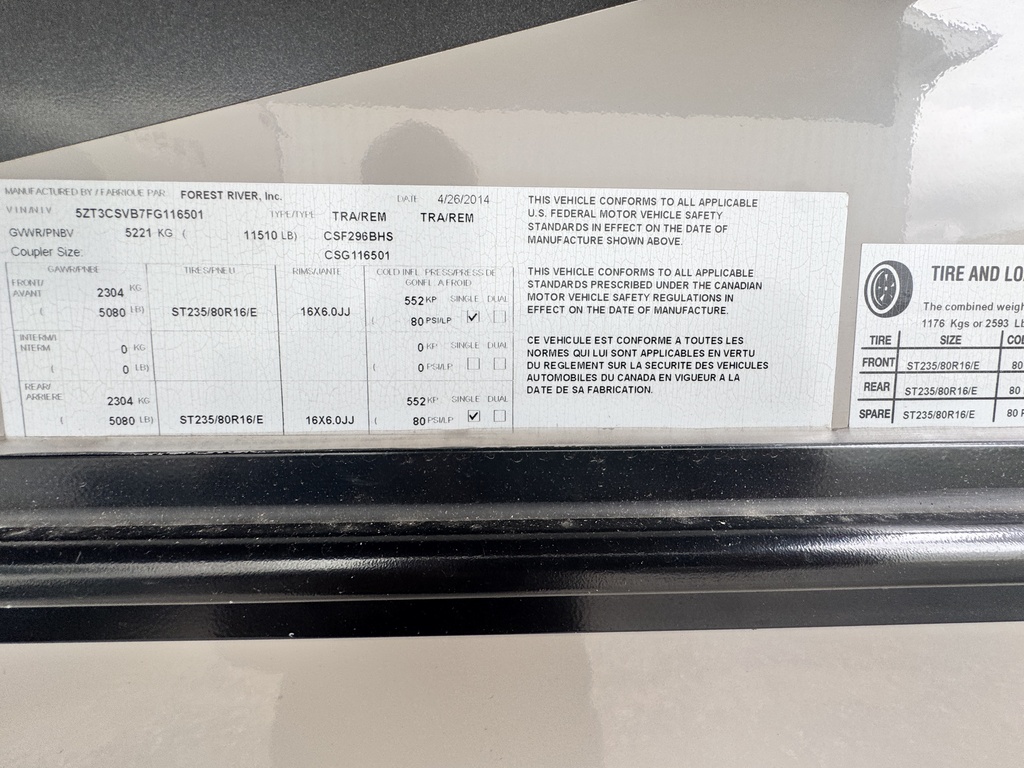 MANUFACTURED BY / FABRIQUE PAR FOREST RIVER, Inc. DATE 4/26/2014
VIN/NIV 5ZT3CSVB7FG116501 TYPE/TYPE TRA/REM TRA/REM
GVWR/PNBV 5221 KG ( 11510 LB) CSF296BHS
Coupler Size: CSG116501
GAWR/PNBE TIRES/PNEU RIMS/JANTE COLD INFL. PRESS/PRESS DE
GONFL. A FROID
FRONT/
AVANT 2304 KG 552 KP SINGLE DUAL
( 5080 LB) ST235/80R16/E 16X6.0JJ ( 80 PSI/LP
INTERM/I
NTERM 0 KG 0 KP SINGLE DUAL
( 0 LB) ( 0 PSI/LP
REAR/
ARRIERE 2304 KG 552 KP SINGLE DUAL
( 5080 LB) ST235/80R16/E 16X6.0JJ ( 80 PSI/LP
THIS VEHICLE CONFORMS TO ALL APPLICABLE
U.S. FEDERAL MOTOR VEHICLE SAFETY
STANDARDS IN EFFECT ON THE DATE OF
MANUFACTURE SHOWN ABOVE.
THIS VEHICLE CONFORMS TO ALL APPLICABLE
STANDARDS PRESCRIBED UNDER THE CANADIAN
MOTOR VEHICLE SAFETY REGULATIONS IN
EFFECT ON THE DATE OF MANUFACTURE.
CE VEHICULE EST CONFORME A TOUTES LES
NORMES QUI LUI SONT APPLICABLES EN VERTU
DU REGLEMENT SUR LA SECURITE DES VEHICULES
AUTOMOBILES DU CANADA EN VIGUEUR A LA
DATE DE SA FABRICATION.
TIRE AND LOA
The combined weigh
1176 Kgs or 2593 Lb
TIRE SIZE CO
FRONT ST235/80R16/E 80
REAR ST235/80R16/E 80
SPARE ST235/80R16/E 80 P